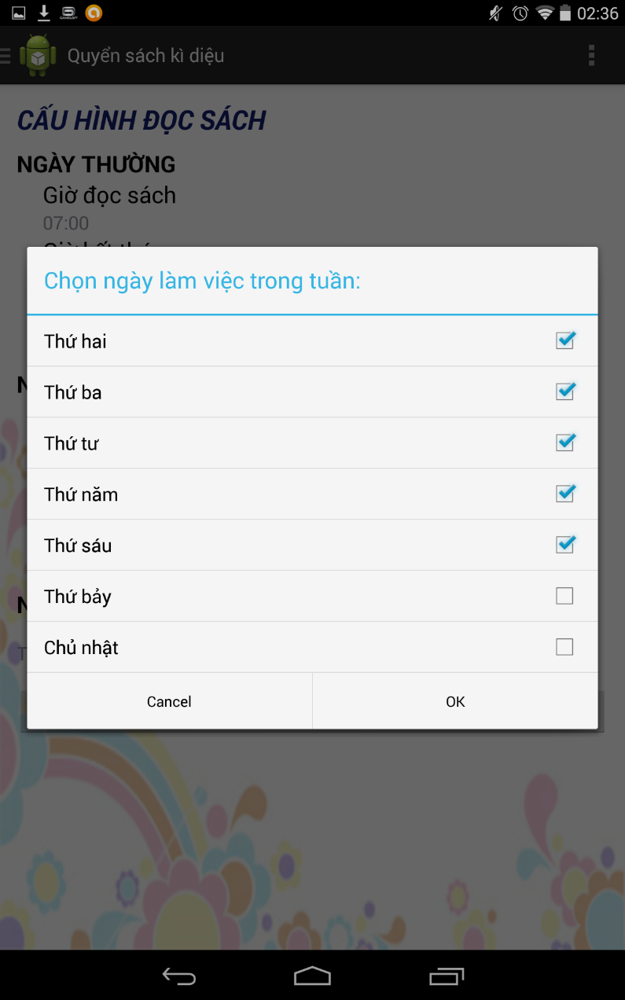 GAMELOFT
02:36
Quyển sách kì diệu
CẤU HÌNH ĐỌC SÁCH
NGÀY THƯỜNG
Giờ đọc sách
07:00
Chọn ngày làm việc trong tuần:
Thứ hai
Thứ ba
Thứ tư
Thứ năm
Thứ sáu
Thứ bảy
Chủ nhật
Cancel
OK